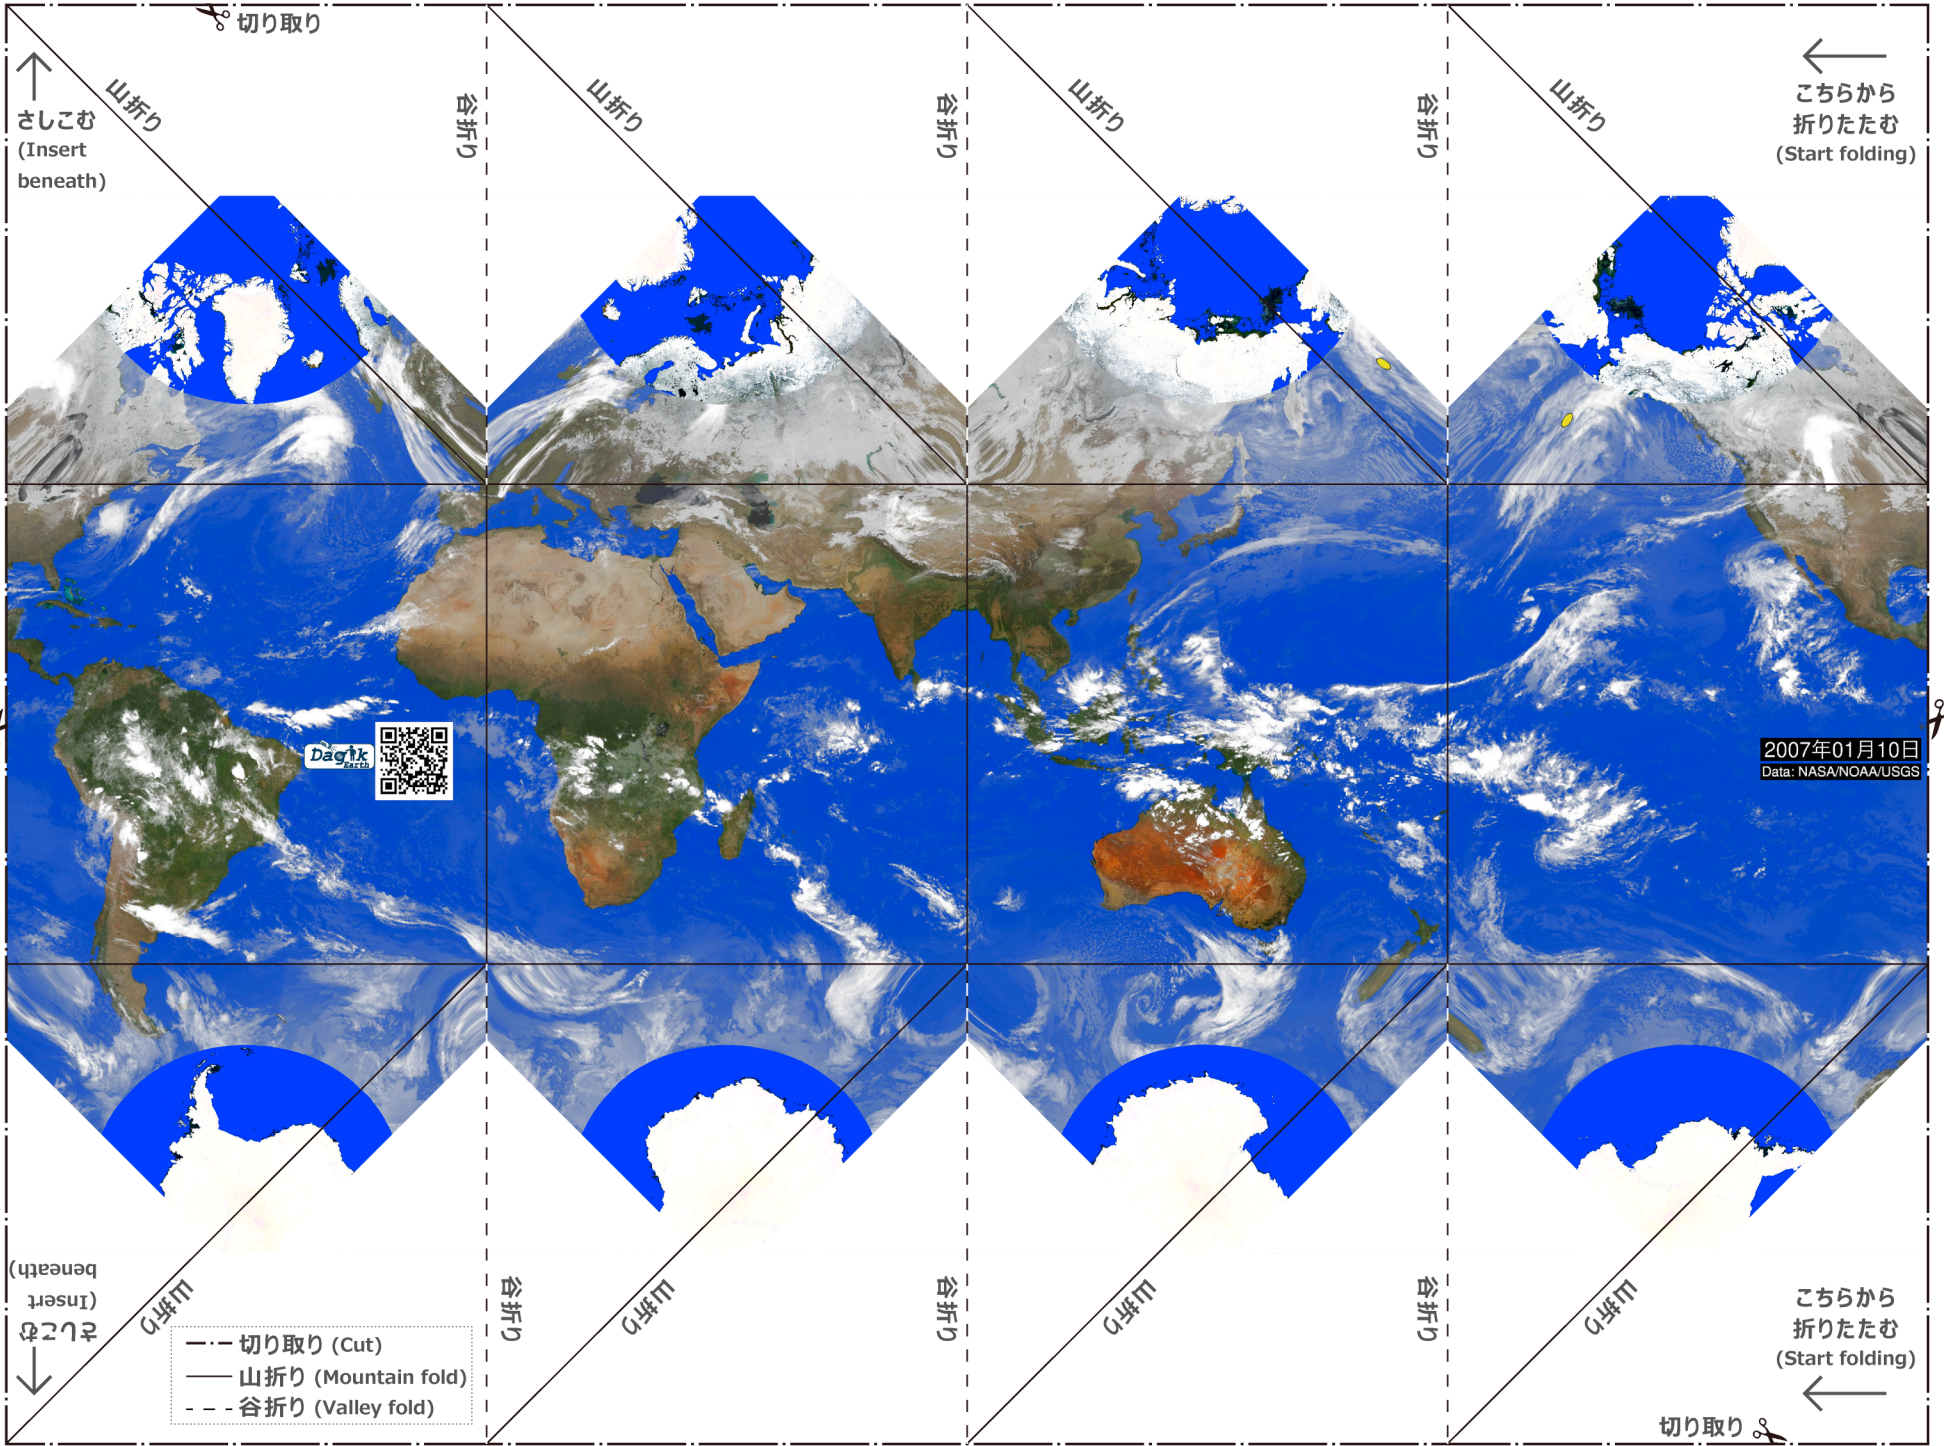 切り取り
山折り
谷折り
山折り
谷折り
山折り
谷折り
山折り
さしこむ
(Insert
beneath)
こちらから
折りたたむ
(Start folding)
Dagik
Earth
2007年01月10日
Data: NASA/NOAA/USGS
さしこむ
(Insert
beneath)
山折り
谷折り
山折り
谷折り
山折り
谷折り
山折り
こちらから
折りたたむ
(Start folding)
切り取り (Cut)
山折り (Mountain fold)
谷折り (Valley fold)
切り取り